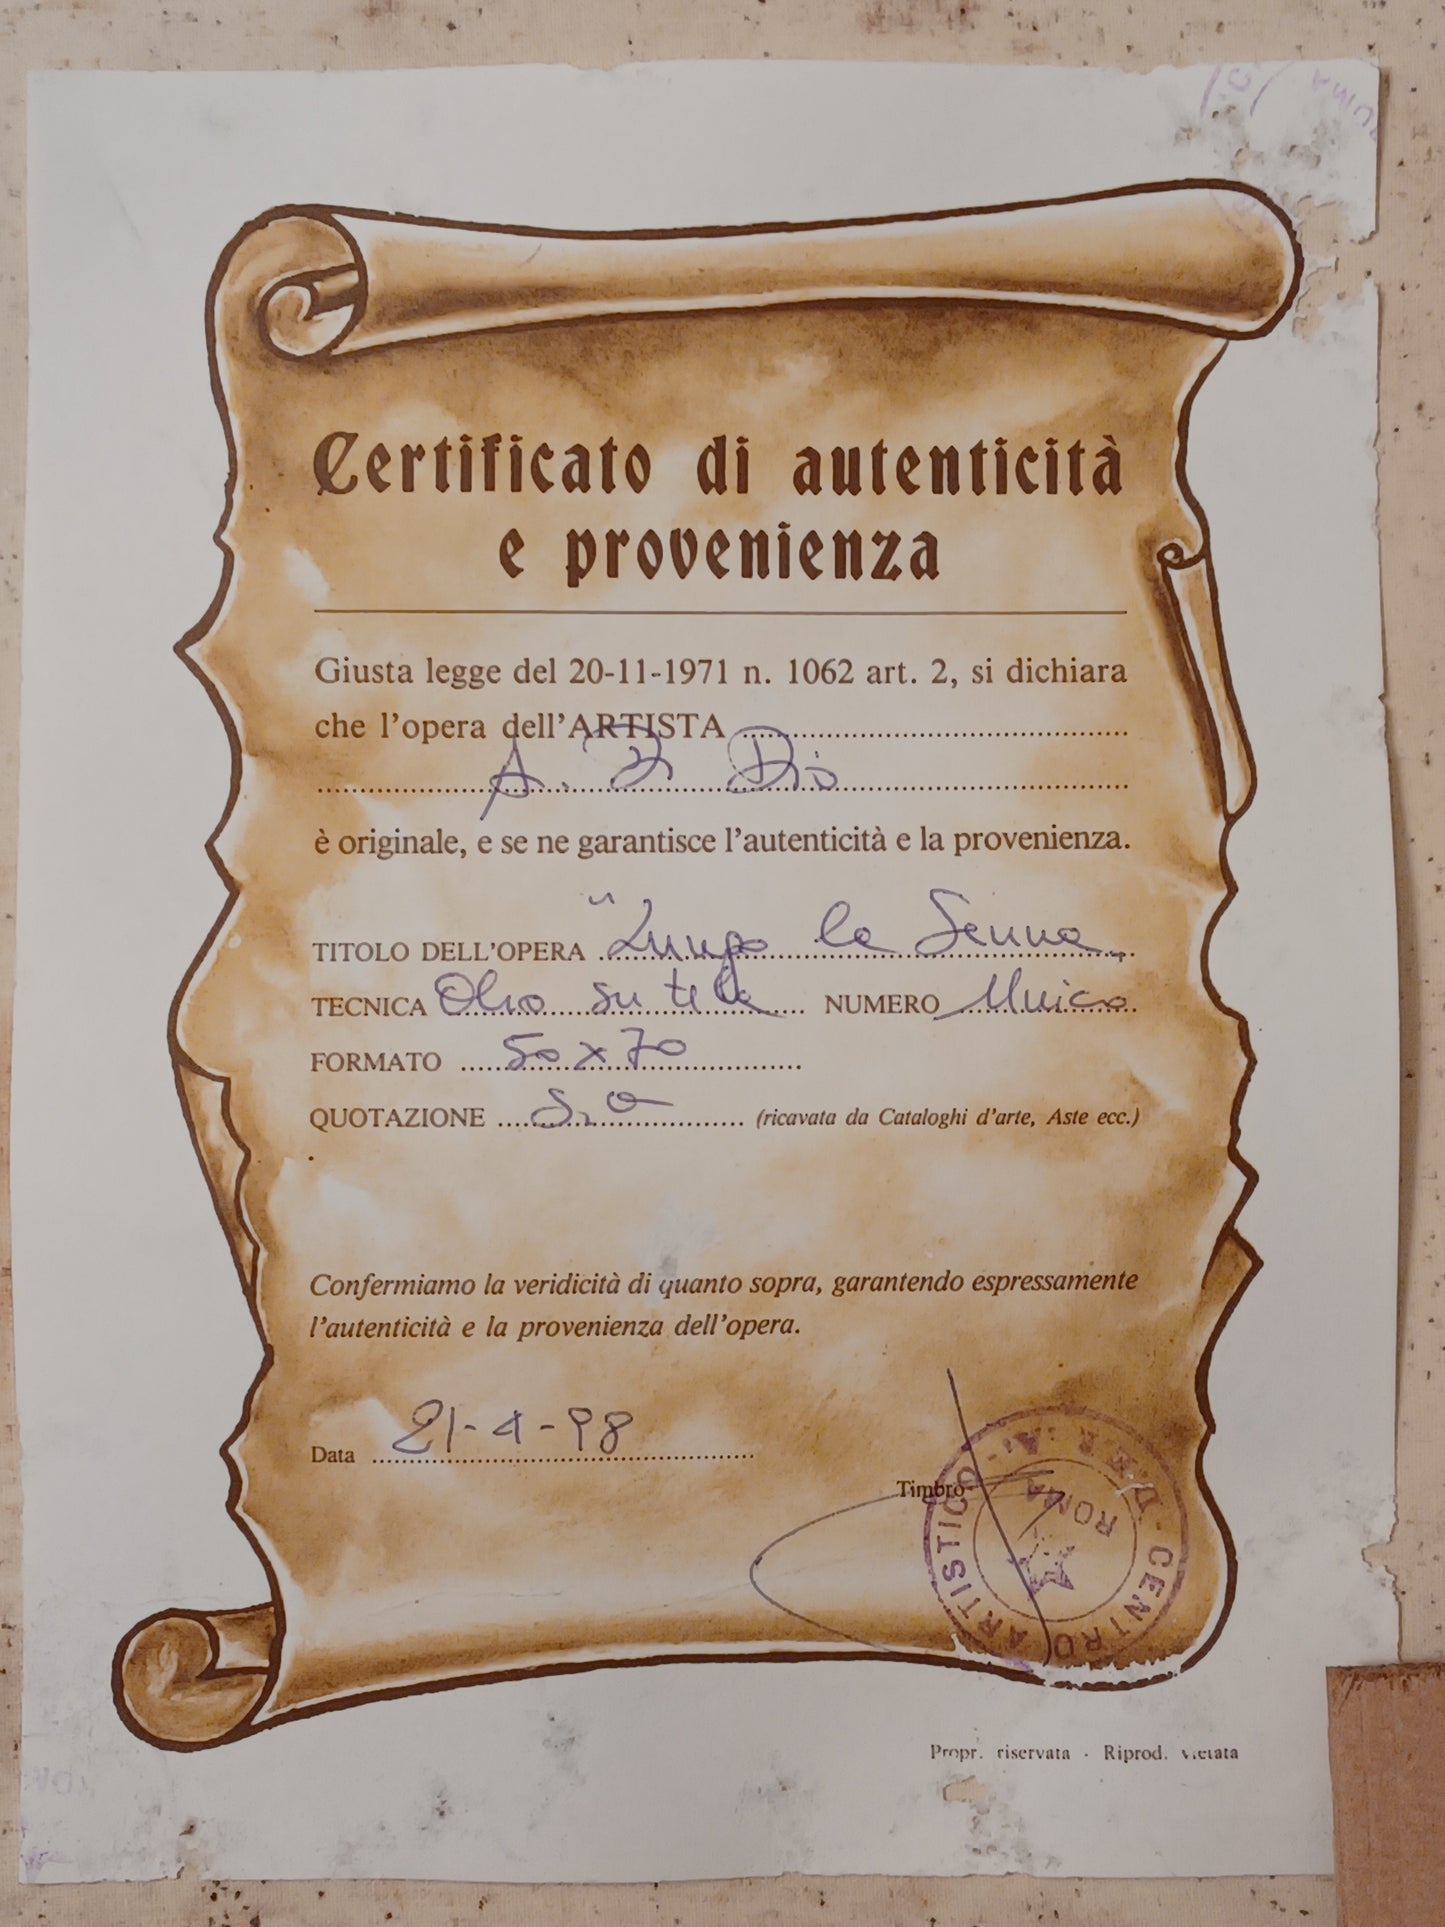 Certificato di autenticità
e provenienza
Giusta legge del 20-11-1971 n. 1062 art. 2, si dichiara
che l'opera dell'ARTISTA
A. Di Dio
è originale, e se ne garantisce l'autenticità e la provenienza.
TITOLO DELL'OPERA "Lungo la Senna"
TECNICA Olio su tela NUMERO Unico
FORMATO 50x70
QUOTAZIONE (ricavata da Cataloghi d'arte, Aste ecc.)
Confermiamo la veridicità di quanto sopra, garantendo espressamente
l'autenticità e la provenienza dell'opera.
Data 21-4-98
Timbro
CENTRO ARTISTICO
ROMA
Propr. riservata - Riprod. vietata